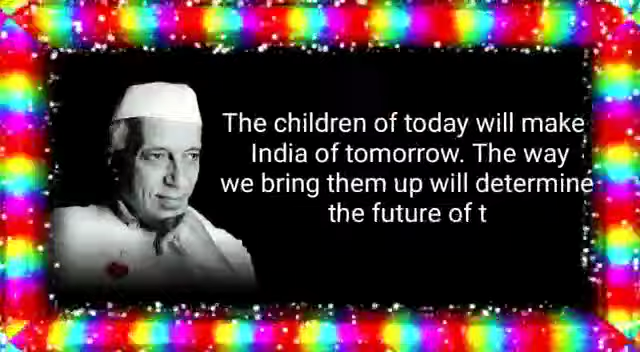 The children of today will make
India of tomorrow. The way
we bring them up will determine
the future of t